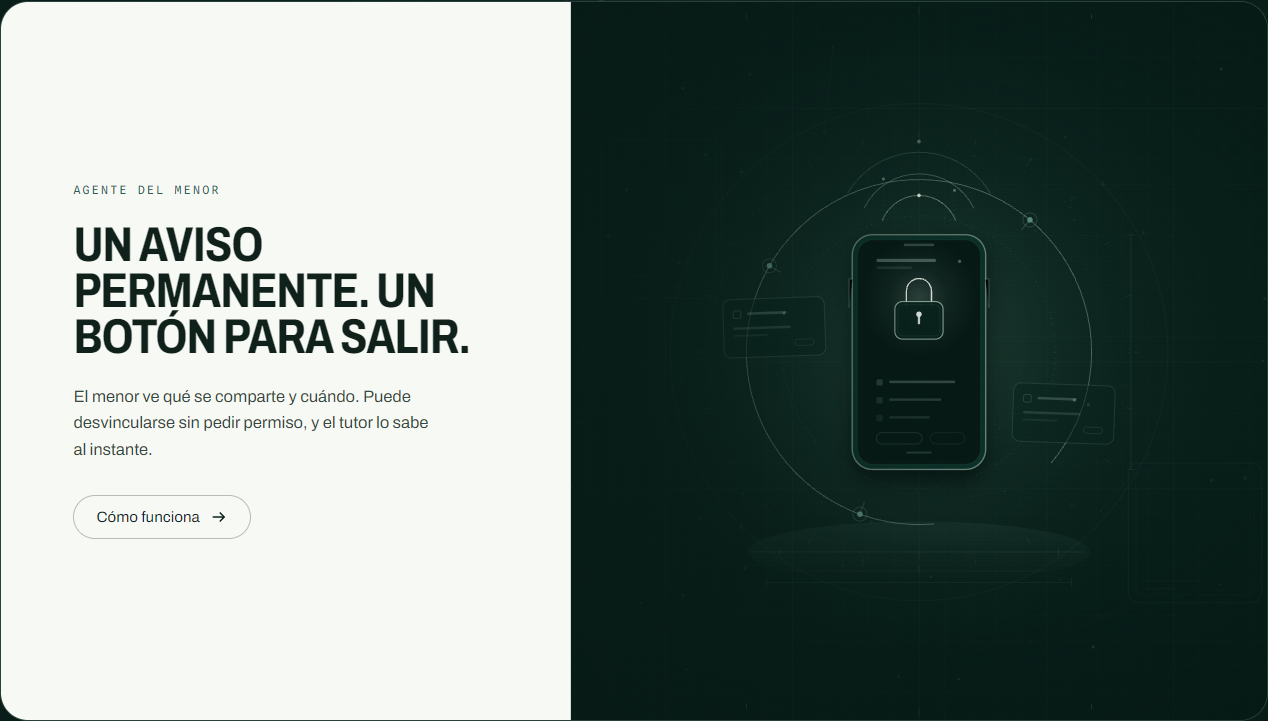 AGENTE DEL MENOR
UN AVISO
PERMANENTE. UN
BOTÓN PARA SALIR.
El menor ve qué se comparte y cuándo. Puede
desvincularse sin pedir permiso, y el tutor lo sabe
al instante.
Cómo funciona →